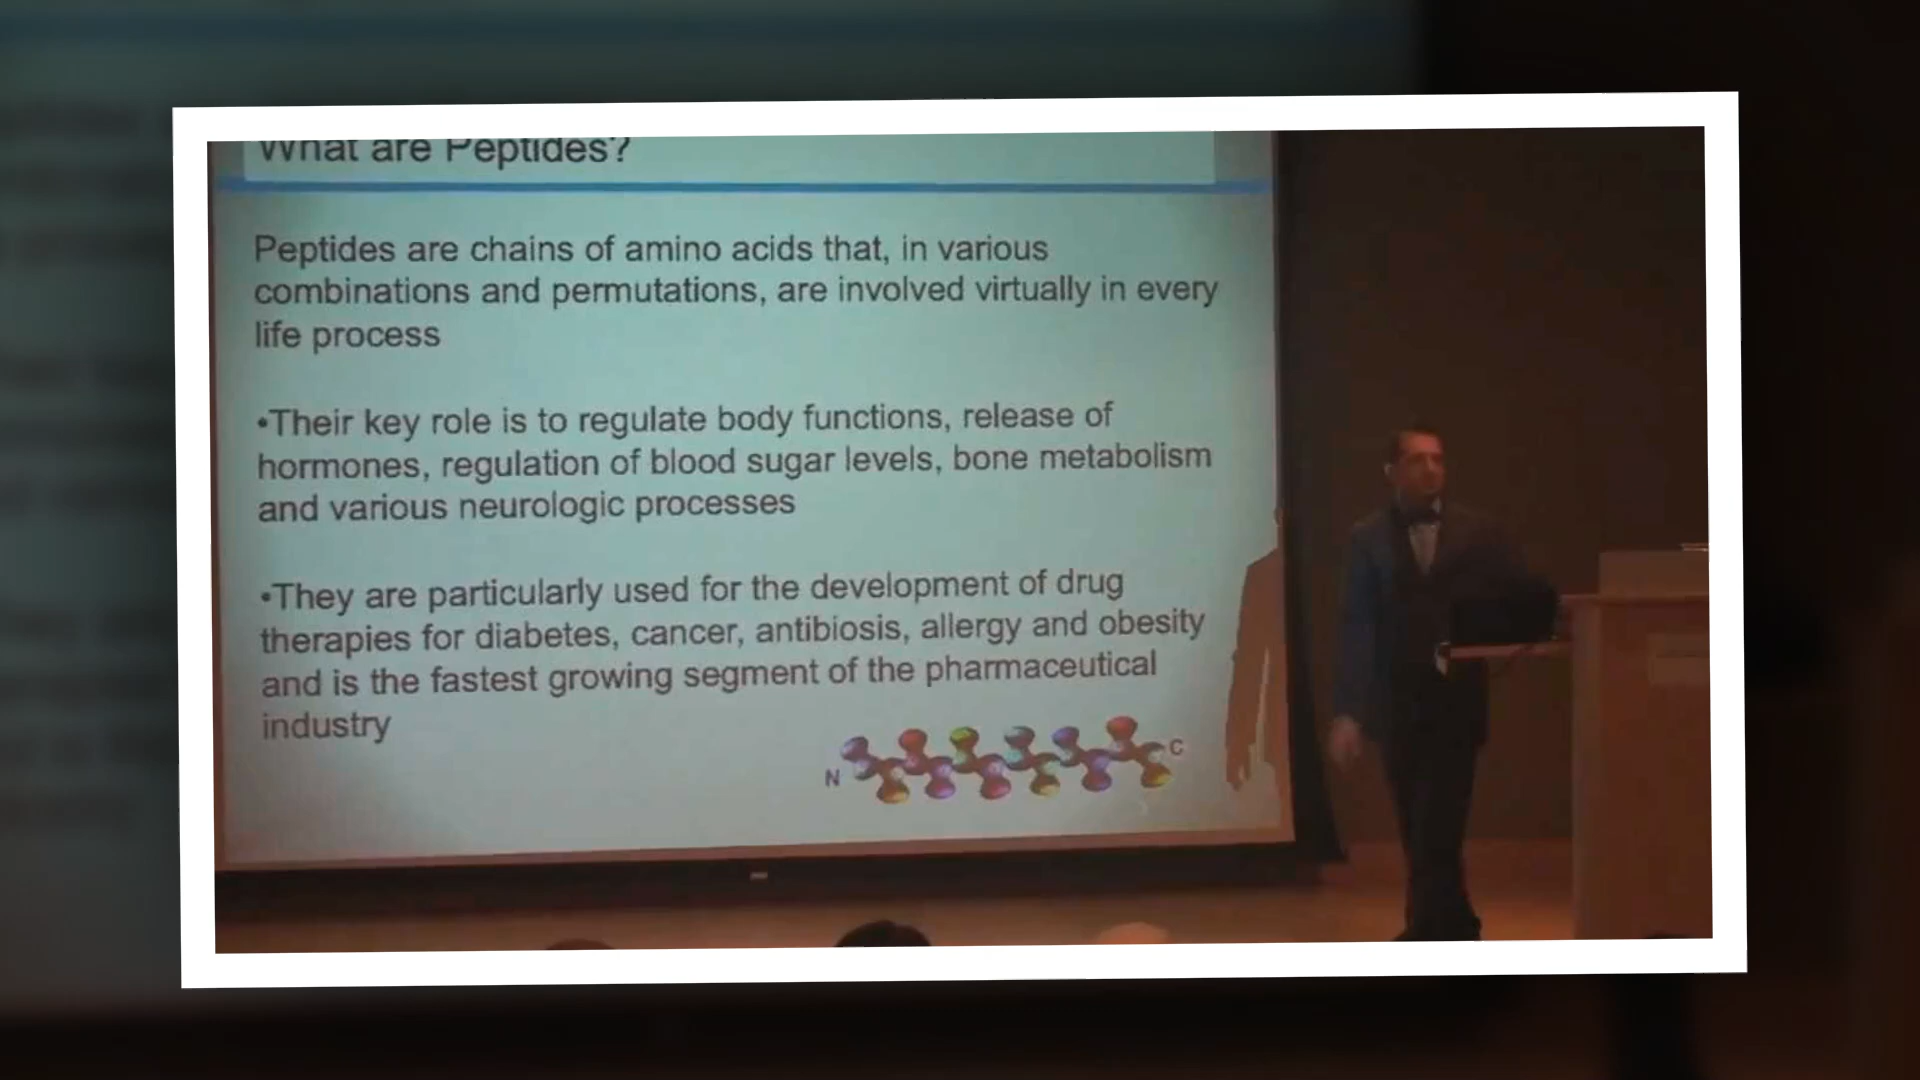 What are Peptides?
Peptides are chains of amino acids that, in various
combinations and permutations, are involved virtually in every
life process
•Their key role is to regulate body functions, release of
hormones, regulation of blood sugar levels, bone metabolism
and various neurologic processes
•They are particularly used for the development of drug
therapies for diabetes, cancer, antibiosis, allergy and obesity
and is the fastest growing segment of the pharmaceutical
industry
N
C